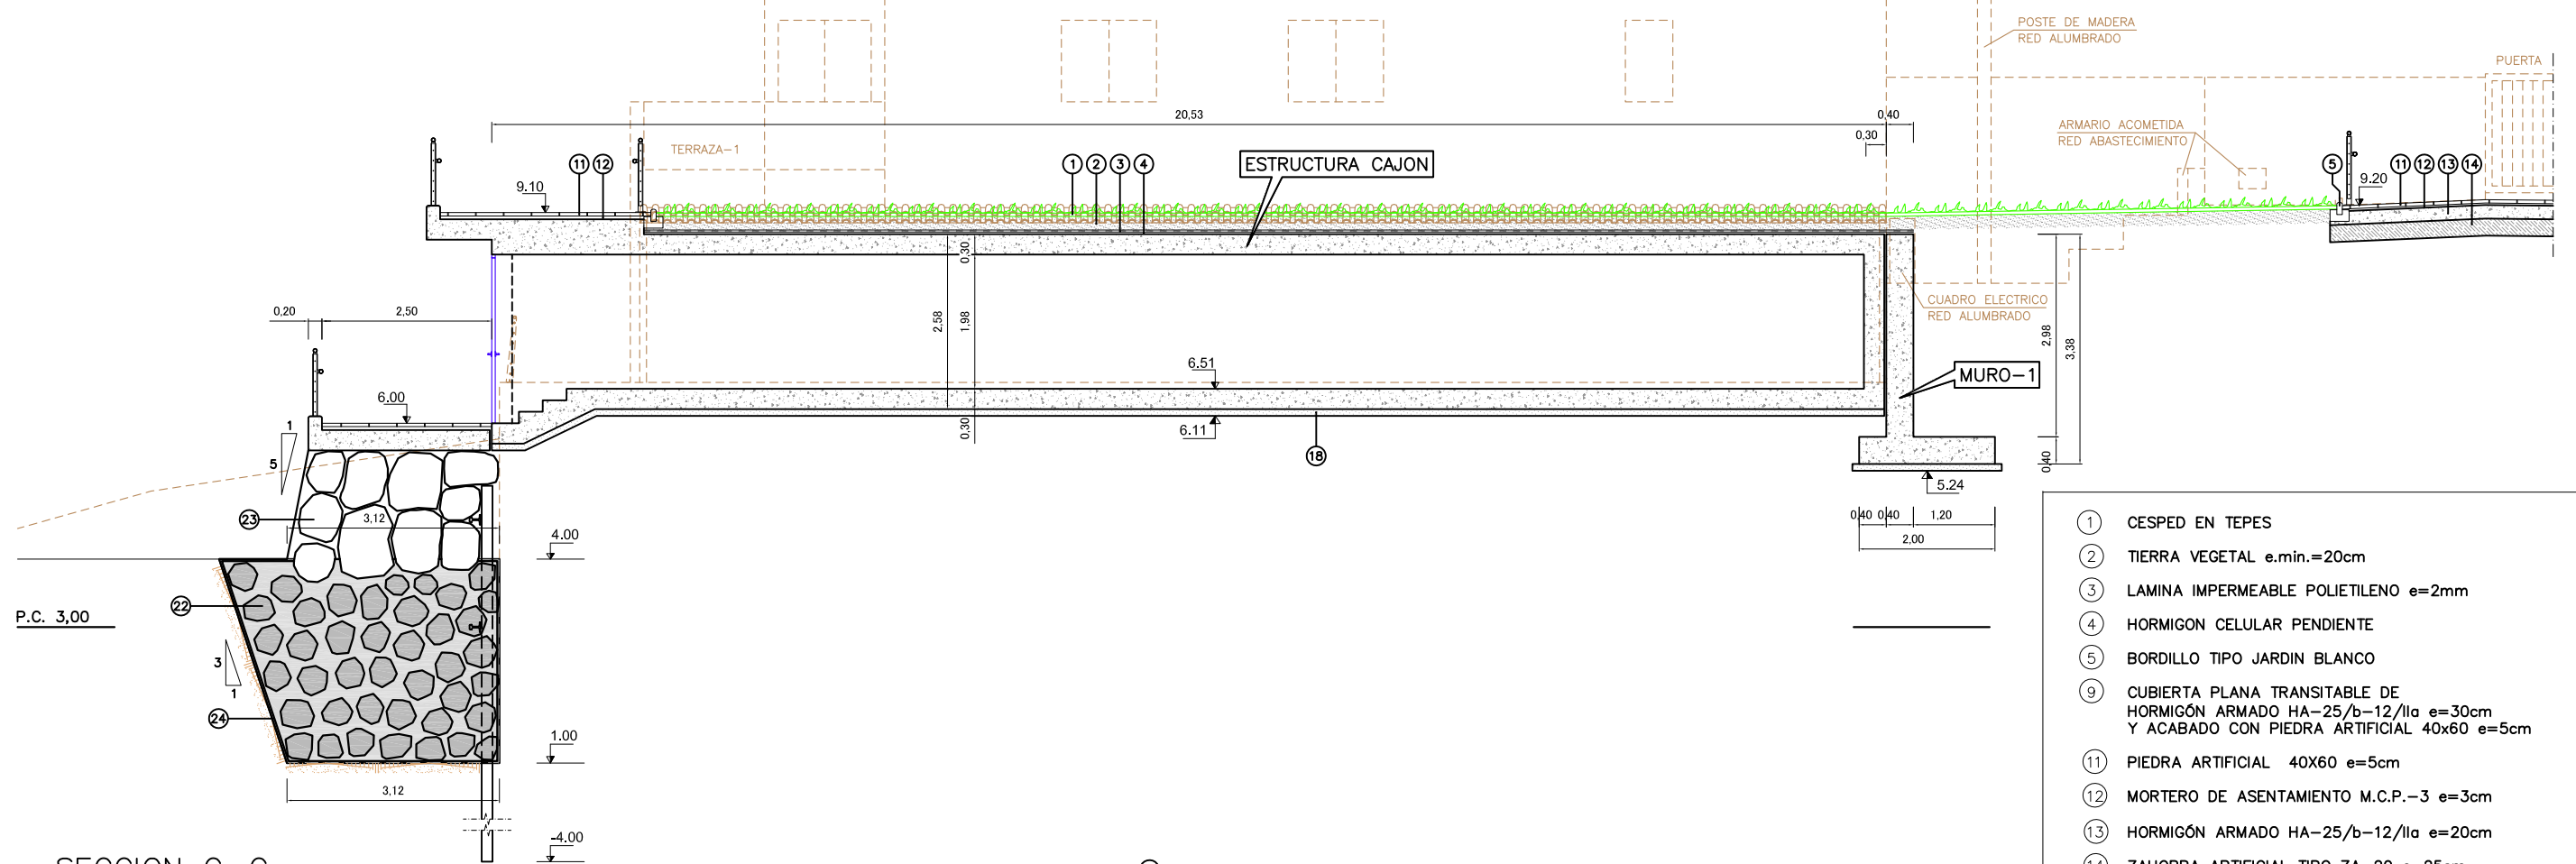 POSTE DE MADERA
RED ALUMBRADO
PUERTA
20,53
0,40
0,30
TERRAZA-1
ESTRUCTURA CAJON
ARMARIO ACOMETIDA
RED ABASTECIMIENTO
11 12
1 2 3 4
5
11 12 13 14
9.10
9.20
0,30
2,58
1,98
0,30
CUADRO ELECTRICO
RED ALUMBRADO
2,98
3,38
0,40
0,20
2,50
6.51
MURO-1
6.00
6.11
18
1
5
5.24
23
3,12
0,40 0,40 1,20
2,00
4.00
22
P.C. 3,00
3
1
24
1.00
3,12
-4.00
1 CESPED EN TEPES
2 TIERRA VEGETAL e.min.=20cm
3 LAMINA IMPERMEABLE POLIETILENO e=2mm
4 HORMIGON CELULAR PENDIENTE
5 BORDILLO TIPO JARDIN BLANCO
9 CUBIERTA PLANA TRANSITABLE DE
HORMIGÓN ARMADO HA-25/b-12/IIa e=30cm
Y ACABADO CON PIEDRA ARTIFICIAL 40x60 e=5cm
11 PIEDRA ARTIFICIAL 40X60 e=5cm
12 MORTERO DE ASENTAMIENTO M.C.P.-3 e=3cm
13 HORMIGÓN ARMADO HA-25/b-12/IIa e=20cm
14 ZAHORRA ARTIFICIAL TIPO ZA-20 e=25cm
SECCION